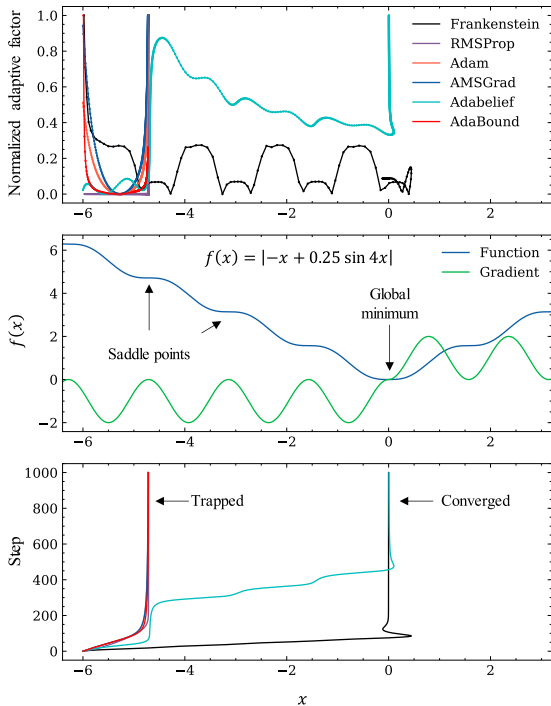 Normalized adaptive factor
1.0
0.8
0.6
0.4
0.2
0.0
Frankenstein
RMSProp
Adam
AMSGrad
Adabelief
AdaBound
−6 −4 −2 0 2
f(x)
6
4
2
0
−2
f(x) = |−x + 0.25 sin 4x|
Function
Gradient
Global
minimum
Saddle points
−6 −4 −2 0 2
Step
1000
800
600
400
200
0
Trapped
Converged
−6 −4 −2 0 2
x